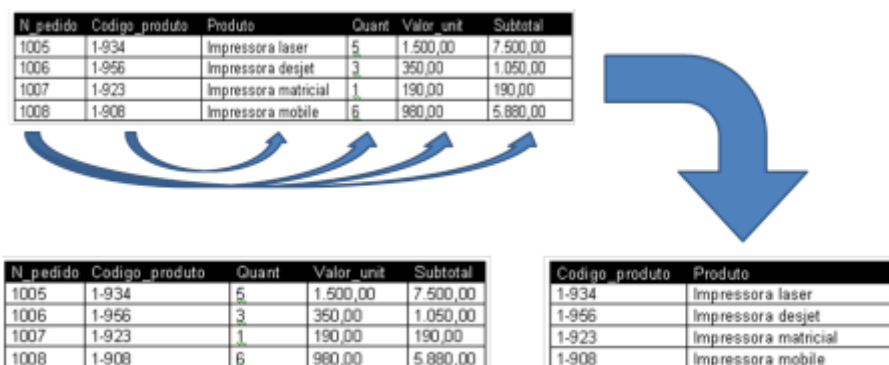 N_pedido Codigo_produto Produto Quant Valor_unit Subtotal
1005 1-934 Impressora laser 5 1.500,00 7.500,00
1006 1-956 Impressora desjet 3 350,00 1.050,00
1007 1-923 Impressora matricial 1 190,00 190,00
1008 1-908 Impressora mobile 6 980,00 5.880,00
N_pedido Codigo_produto Quant Valor_unit Subtotal
1005 1-934 5 1.500,00 7.500,00
1006 1-956 3 350,00 1.050,00
1007 1-923 1 190,00 190,00
1008 1-908 6 980,00 5.880,00
Codigo_produto Produto
1-934 Impressora laser
1-956 Impressora desjet
1-923 Impressora matricial
1-908 Impressora mobile